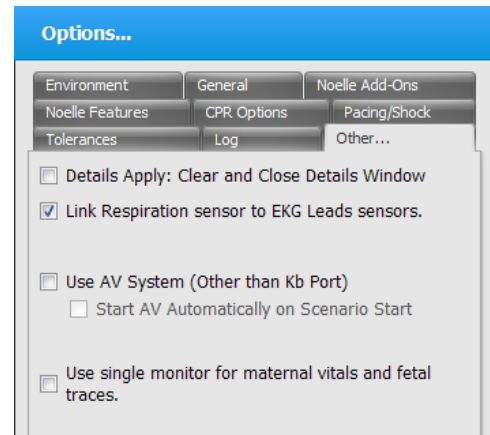 Options...
Environment
General
Noelle Add-Ons
Noelle Features
CPR Options
Pacing/Shock
Tolerances
Log
Other...
Details Apply: Clear and Close Details Window
Link Respiration sensor to EKG Leads sensors.
Use AV System (Other than Kb Port)
Start AV Automatically on Scenario Start
Use single monitor for maternal vitals and fetal
traces.